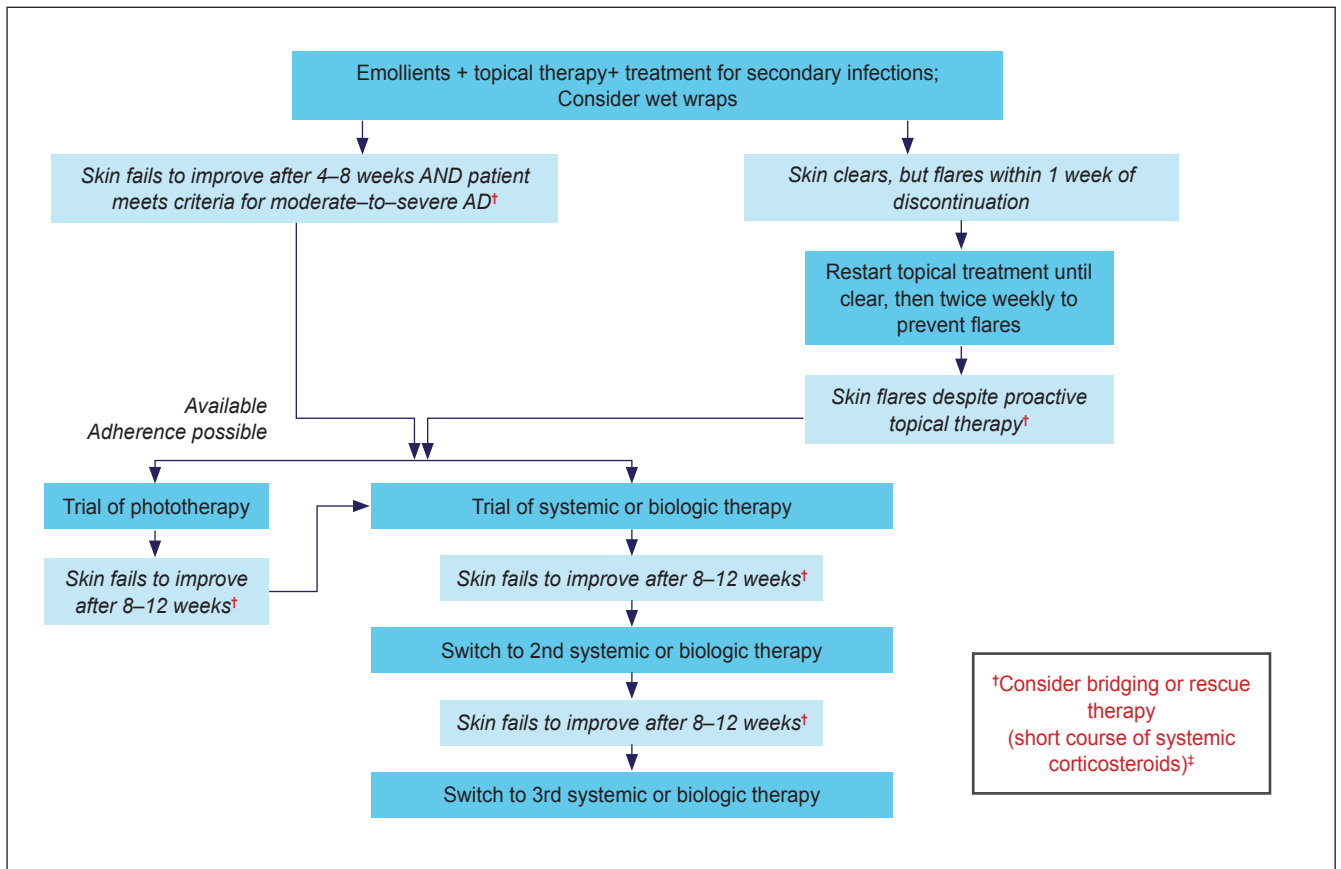 Emollients + topical therapy+ treatment for secondary infections;
Consider wet wraps
Skin fails to improve after 4–8 weeks AND patient
meets criteria for moderate–to–severe AD†
Skin clears, but flares within 1 week of
discontinuation
Restart topical treatment until
clear, then twice weekly to
prevent flares
Skin flares despite proactive
topical therapy†
Available
Adherence possible
Trial of phototherapy
Skin fails to improve
after 8–12 weeks†
Trial of systemic or biologic therapy
Skin fails to improve after 8–12 weeks†
Switch to 2nd systemic or biologic therapy
Skin fails to improve after 8–12 weeks†
Switch to 3rd systemic or biologic therapy
†Consider bridging or rescue
therapy
(short course of systemic
corticosteroids)‡